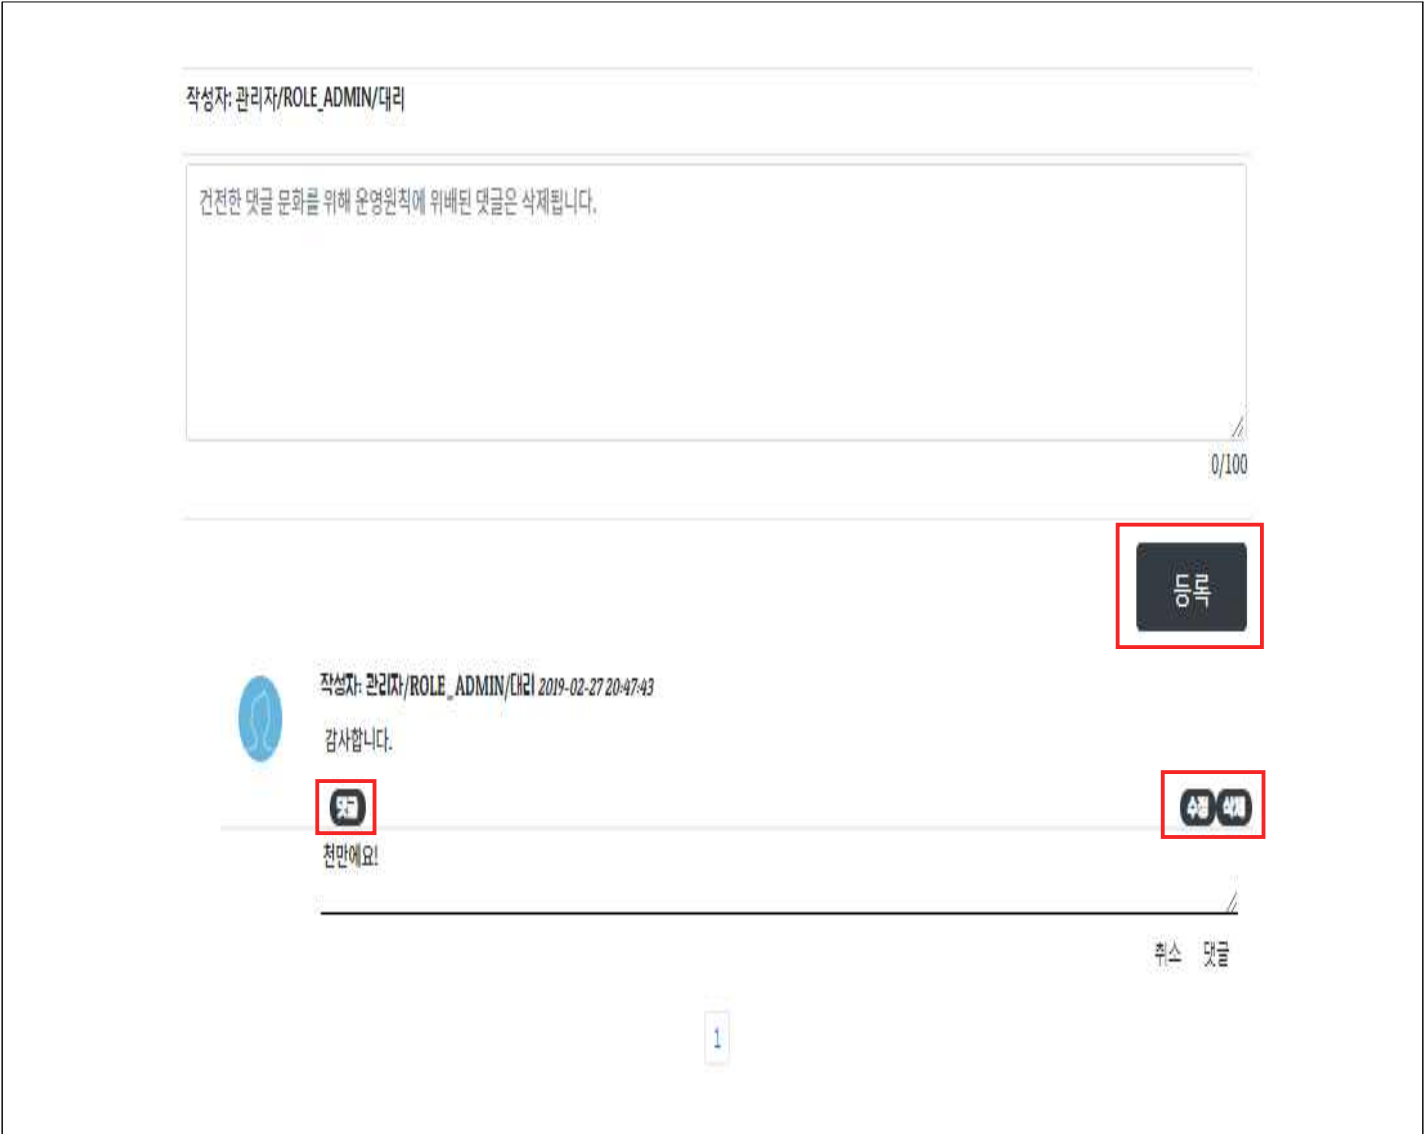 작성자: 관리자/ROLE_ADMIN/대리
건전한 댓글 문화를 위해 운영원칙에 위배된 댓글은 삭제됩니다.
0/100
등록
작성자: 관리자/ROLE_ADMIN/대리 2019-02-27 20:47:43
감사합니다.
댓글
수정 삭제
천만에요!
취소 댓글
1